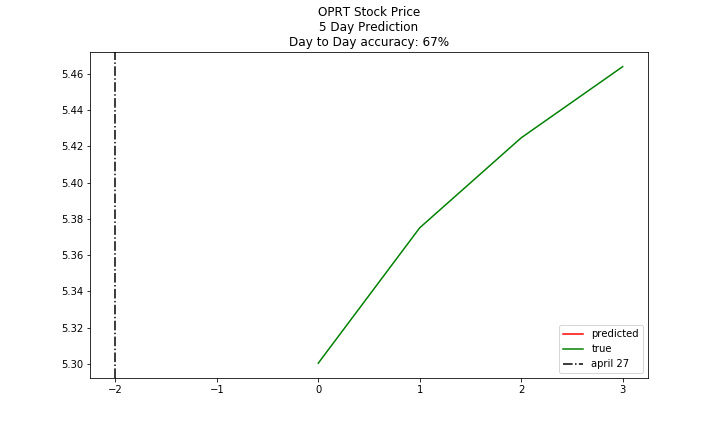 OPRT Stock Price
5 Day Prediction
Day to Day accuracy: 67%
5.46
5.44
5.42
5.40
5.38
5.36
5.34
5.32
5.30
−2
−1
0
1
2
3
predicted
true
april 27